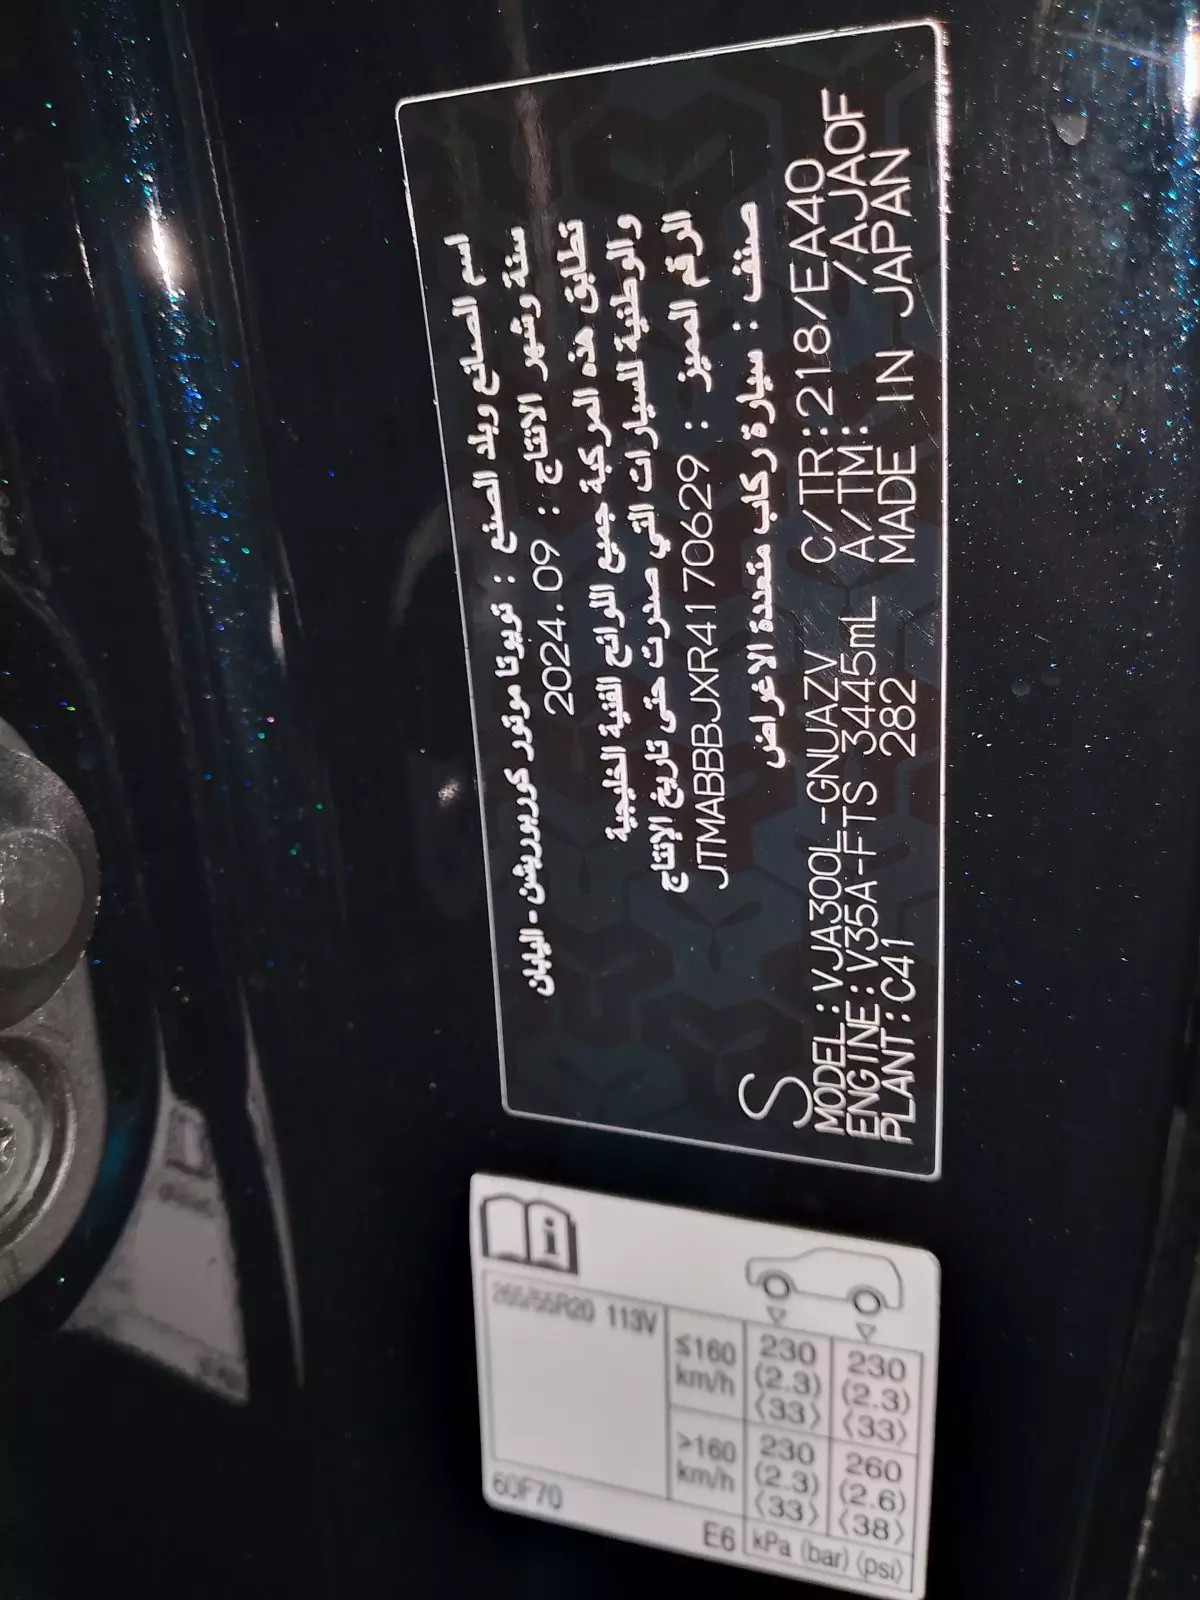 اسم الصانع وبلد الصنع : تويوتا موتور كوربوريشن - اليابان
سنة وشهر الانتاج : 2024.09
تطابق هذه المركبة جميع اللوائح الفنية الخليجية
والوطنية للسيارات التي صدرت حتى تاريخ الإنتاج
الرقم المميز : JTMABBBJXR4170629
صنف : سيارة ركاب متعددة الاغراض
S
MODEL : VJA300L-GNUAZV C/TR:218/EA40
ENGINE : V35A-FTS 3445mL A/TM: /AJA0F
PLANT : C41 282 MADE IN JAPAN
265/55R20 113V
≤160 km/h 230 (2.3) ⟨33⟩ 230 (2.3) ⟨33⟩
>160 km/h 230 (2.3) ⟨33⟩ 260 (2.6) ⟨38⟩
60F70 E6 kPa (bar) ⟨psi⟩